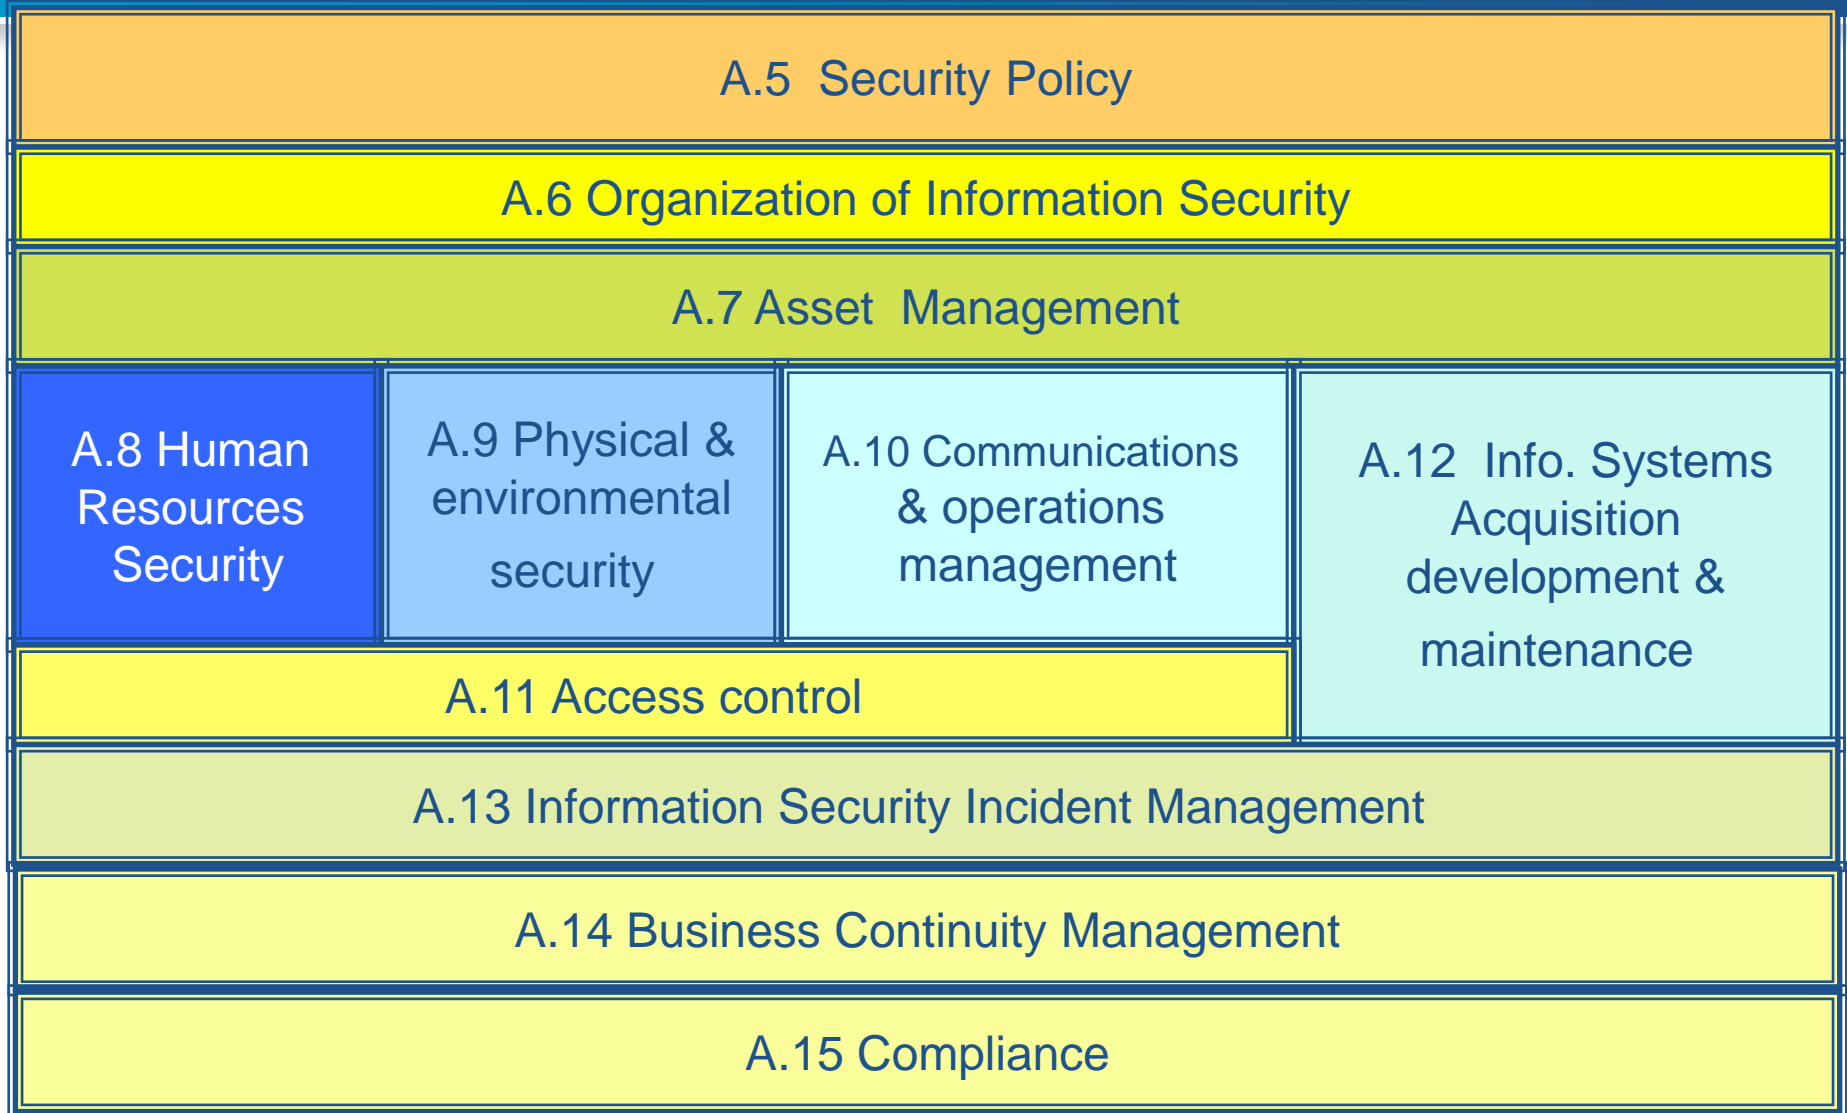 A.5 Security Policy
A.6 Organization of Information Security
A.7 Asset Management
A.8 Human
Resources
Security
A.9 Physical &
environmental
security
A.10 Communications
& operations
management
A.12 Info. Systems
Acquisition
development &
maintenance
A.11 Access control
A.13 Information Security Incident Management
A.14 Business Continuity Management
A.15 Compliance